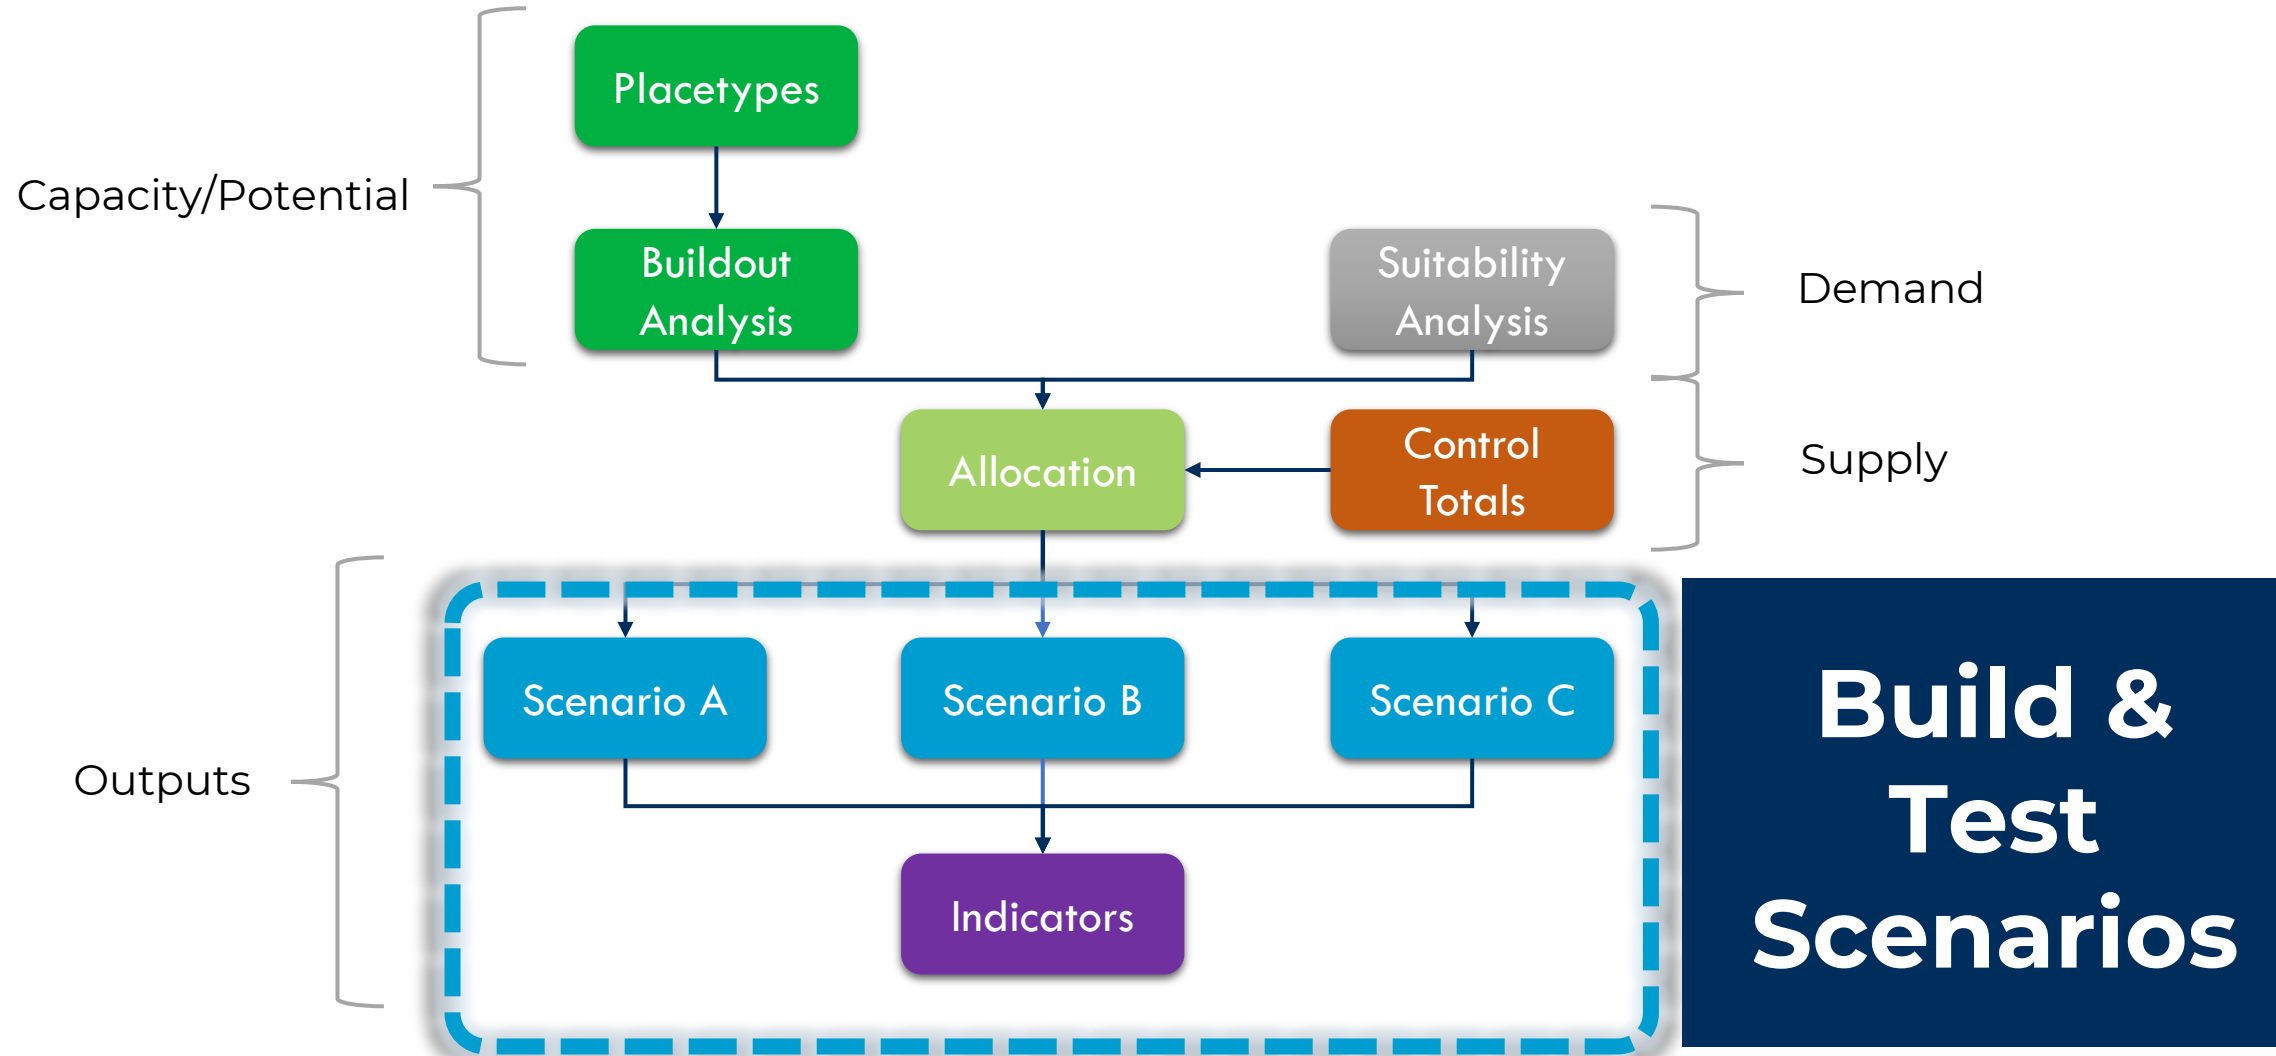 Placetypes
Capacity/Potential
Buildout
Analysis
Suitability
Analysis
Demand
Allocation
Control
Totals
Supply
Scenario A
Scenario B
Scenario C
Outputs
Indicators
Build &
Test
Scenarios